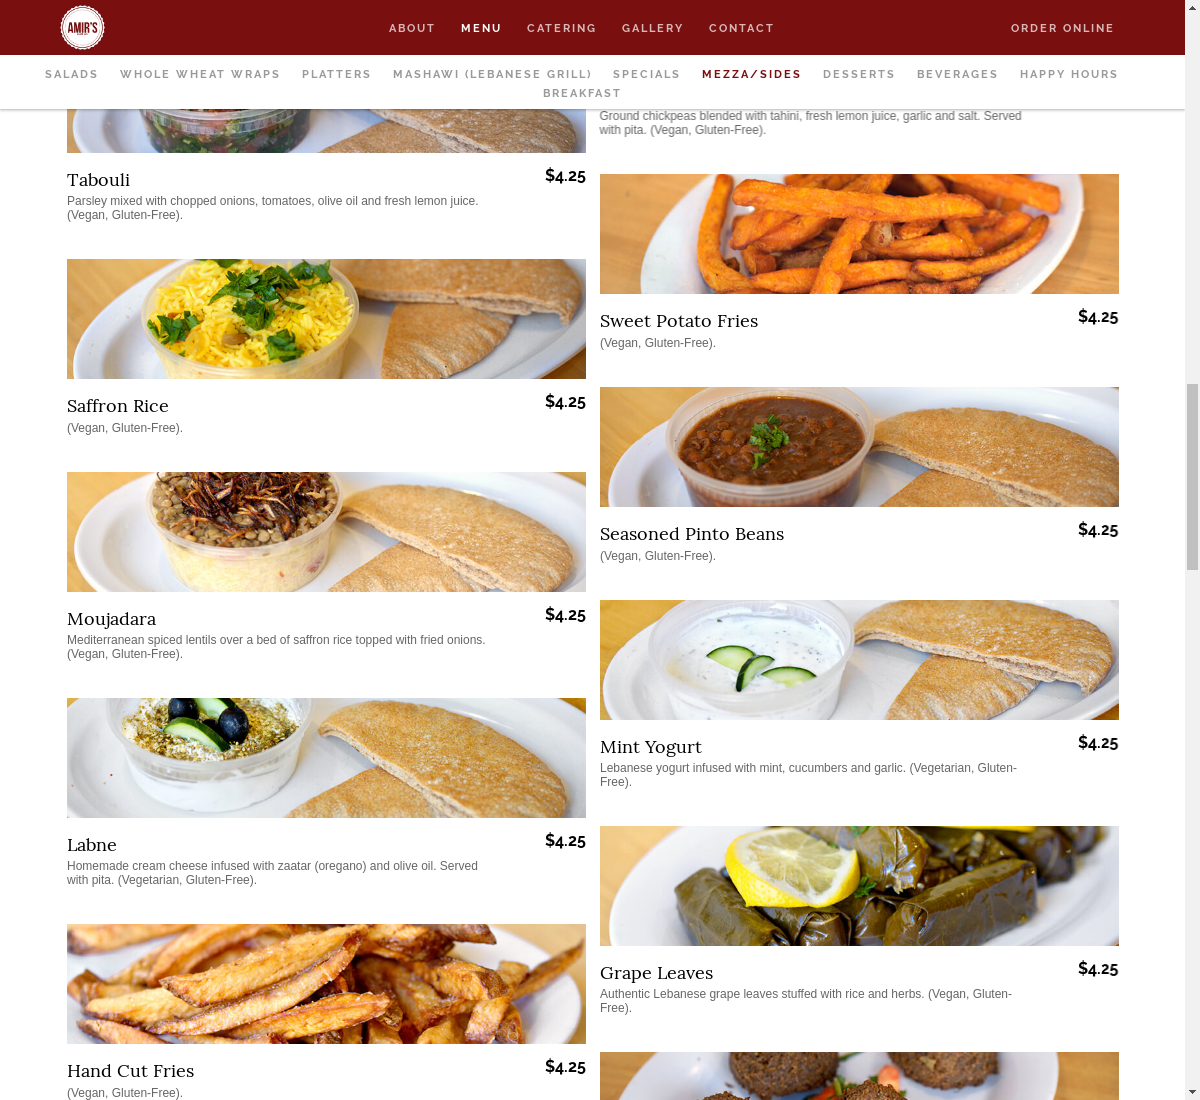 AMIR'S
ABOUT
MENU
CATERING
GALLERY
CONTACT
ORDER ONLINE
SALADS
WHOLE WHEAT WRAPS
PLATTERS
MASHAWI (LEBANESE GRILL)
SPECIALS
MEZZA/SIDES
DESSERTS
BEVERAGES
HAPPY HOURS
BREAKFAST
Tabouli
$4.25
Parsley mixed with chopped onions, tomatoes, olive oil and fresh lemon juice.
(Vegan, Gluten-Free).
Saffron Rice
$4.25
(Vegan, Gluten-Free).
Moujadara
$4.25
Mediterranean spiced lentils over a bed of saffron rice topped with fried onions.
(Vegan, Gluten-Free).
Labne
$4.25
Homemade cream cheese infused with zaatar (oregano) and olive oil. Served
with pita. (Vegetarian, Gluten-Free).
Hand Cut Fries
$4.25
(Vegan, Gluten-Free).
Ground chickpeas blended with tahini, fresh lemon juice, garlic and salt. Served
with pita. (Vegan, Gluten-Free).
Sweet Potato Fries
$4.25
(Vegan, Gluten-Free).
Seasoned Pinto Beans
$4.25
(Vegan, Gluten-Free).
Mint Yogurt
$4.25
Lebanese yogurt infused with mint, cucumbers and garlic. (Vegetarian, Gluten-
Free).
Grape Leaves
$4.25
Authentic Lebanese grape leaves stuffed with rice and herbs. (Vegan, Gluten-
Free).